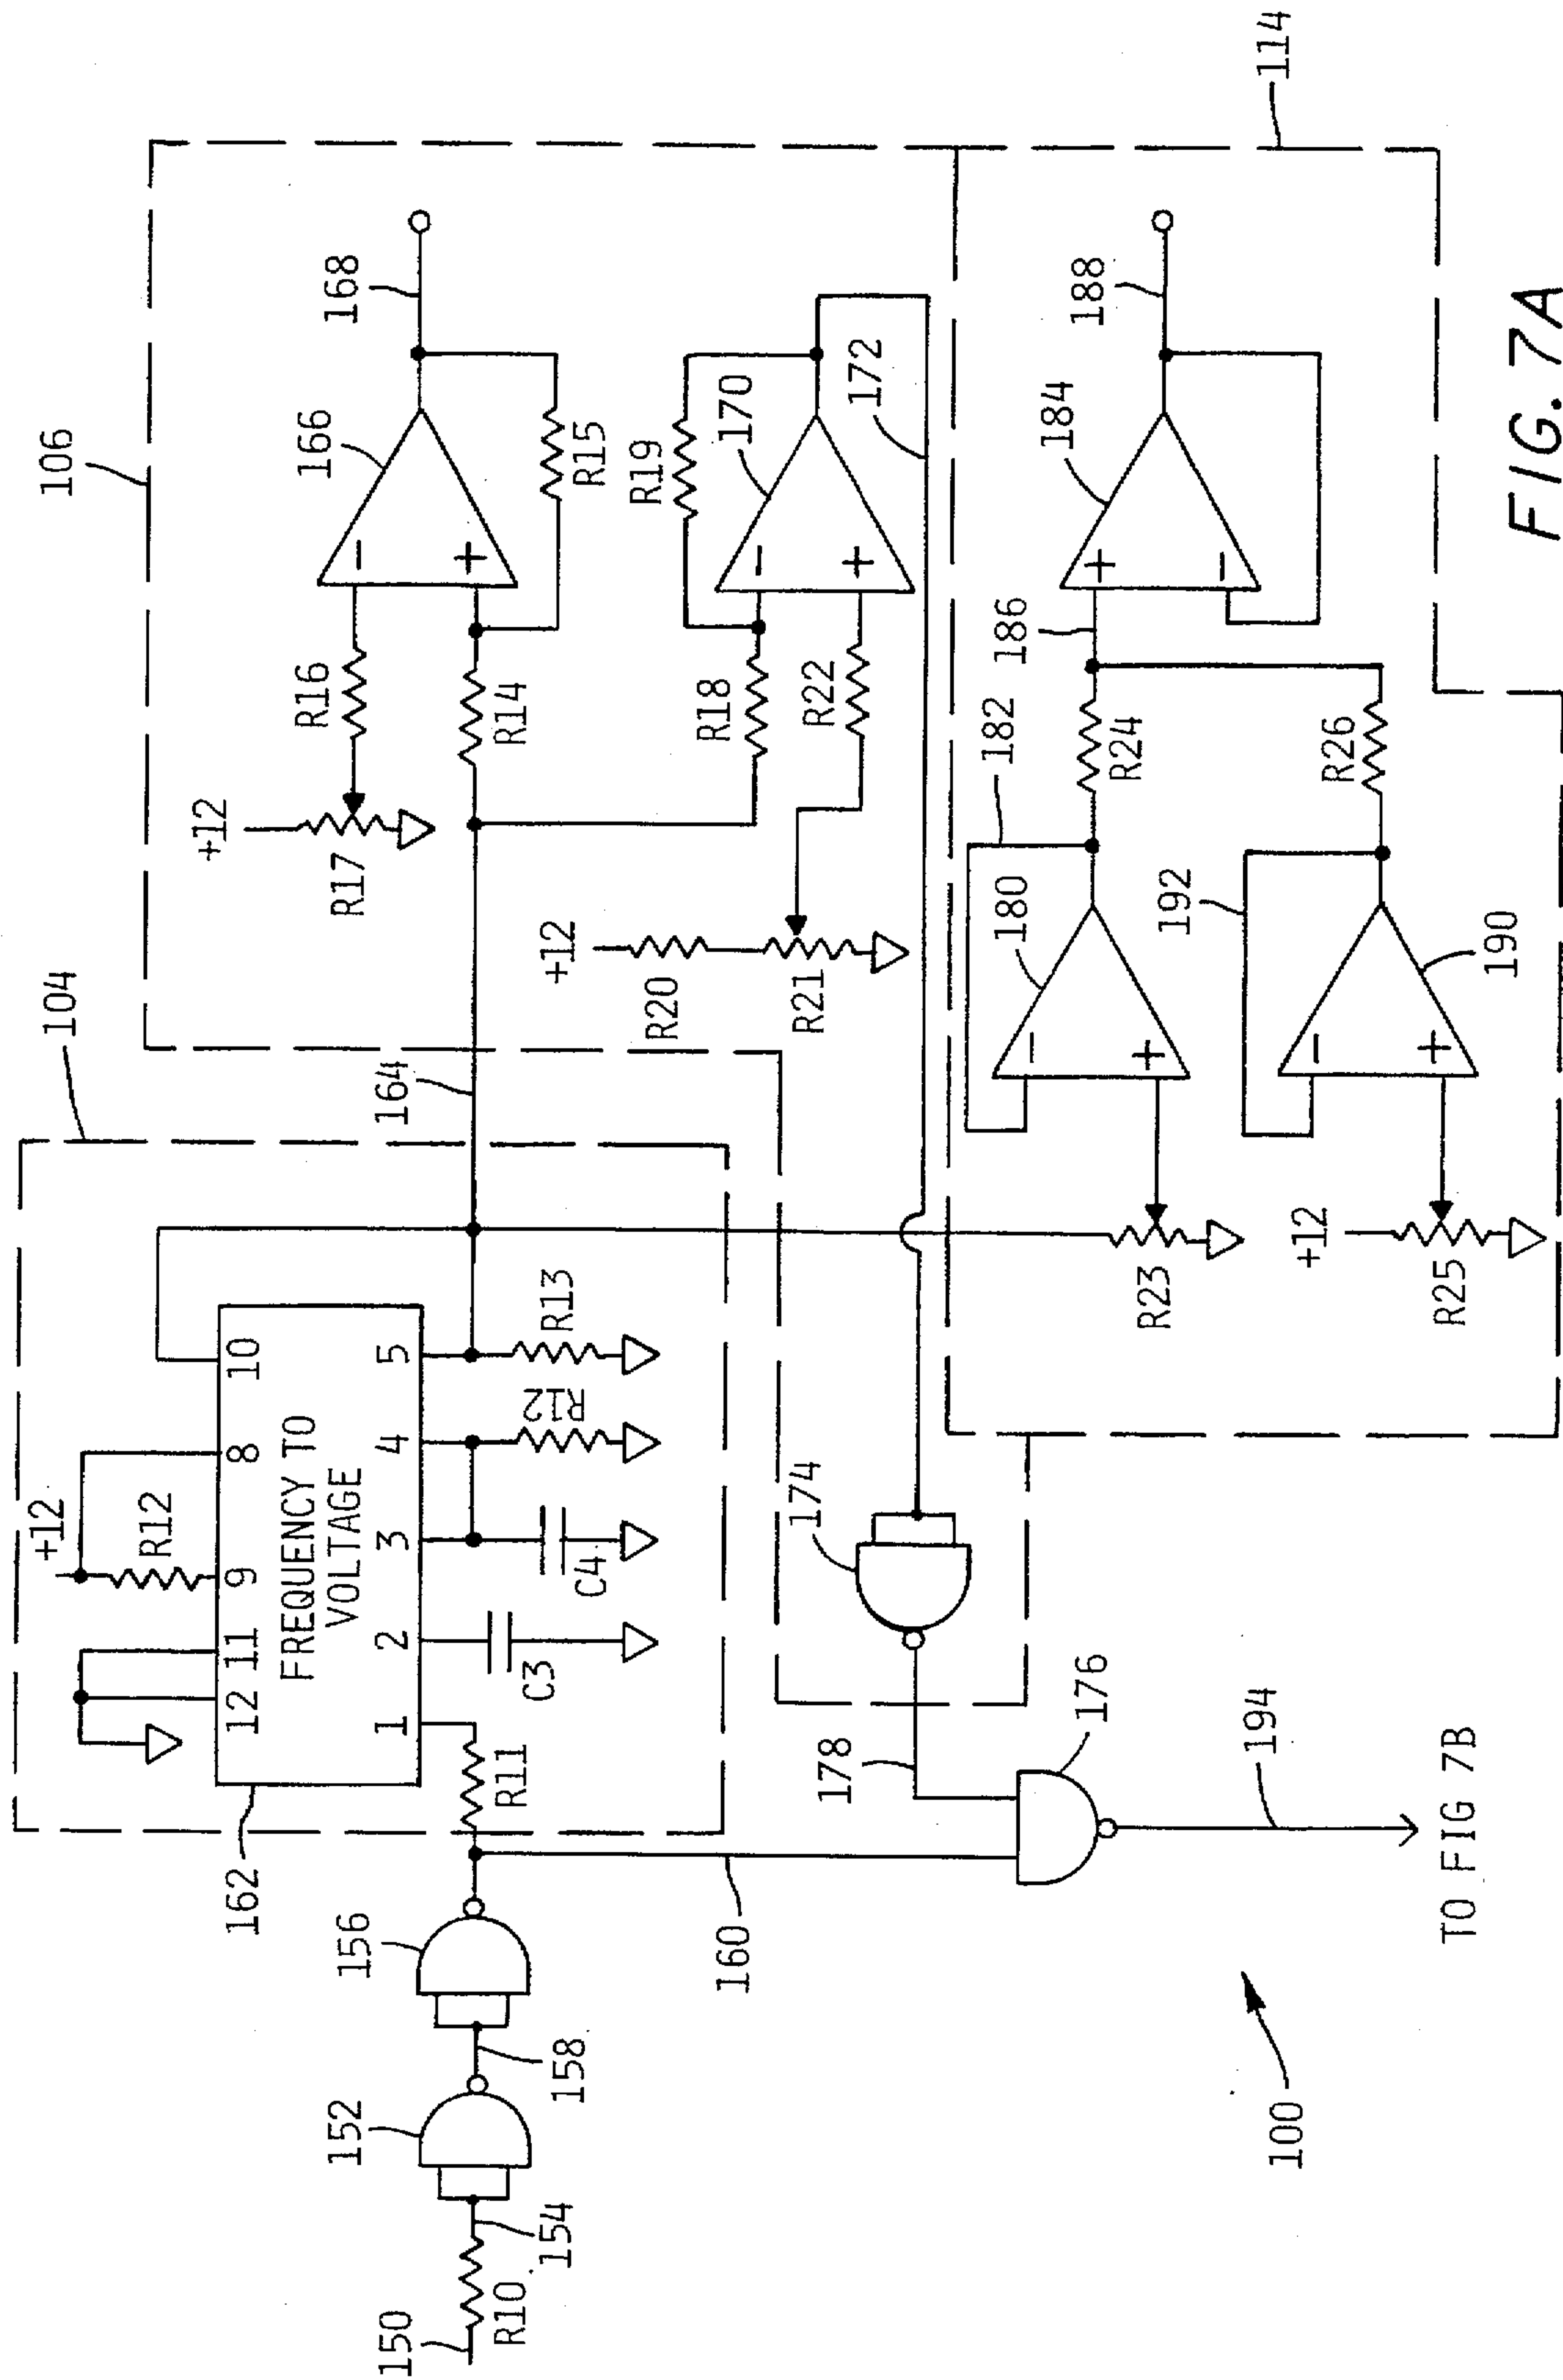 106
104
+12
R17
R16
166
168
R14
R15
164
+12
R20
R21
R18
R22
R19
170
172
+12
R12
12
11
9
8
10
FREQUENCY TO
VOLTAGE
1
2
3
4
5
162
R11
C3
C4
R12
R13
150
R10
154
152
158
156
160
174
178
176
194
TO FIG 7B
100
114
R23
180
182
R24
186
184
188
+12
R25
192
190
R26
FIG. 7A